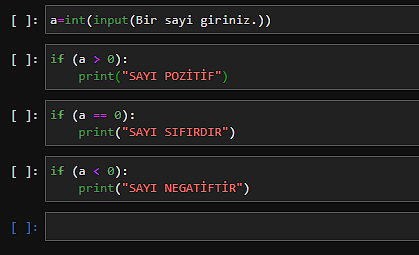 [ ]: a=int(input(Bir sayi giriniz.))
[ ]: if (a > 0):
print("SAYI POZİTİF")
[ ]: if (a == 0):
print("SAYI SIFIRDIR")
[ ]: if (a < 0):
print("SAYI NEGATİFTİR")
[ ]: